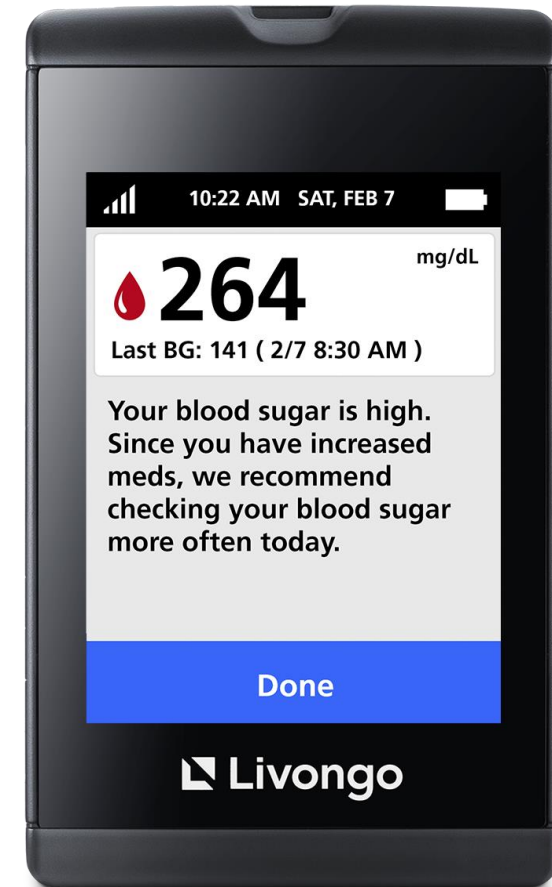 10:22 AM SAT, FEB 7
264 mg/dL
Last BG: 141 ( 2/7 8:30 AM )
Your blood sugar is high.
Since you have increased
meds, we recommend
checking your blood sugar
more often today.
Done
Livongo